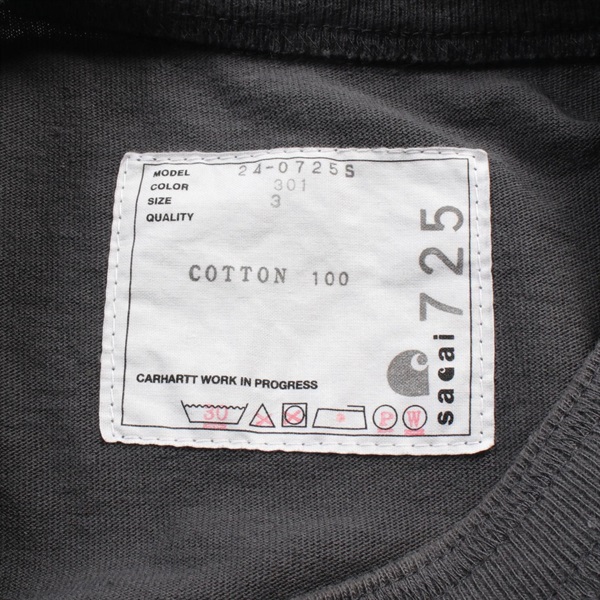 MODEL 24-0725S
COLOR 301
SIZE 3
QUALITY
COTTON 100
CARHARTT WORK IN PROGRESS
30 P W
sacai 725